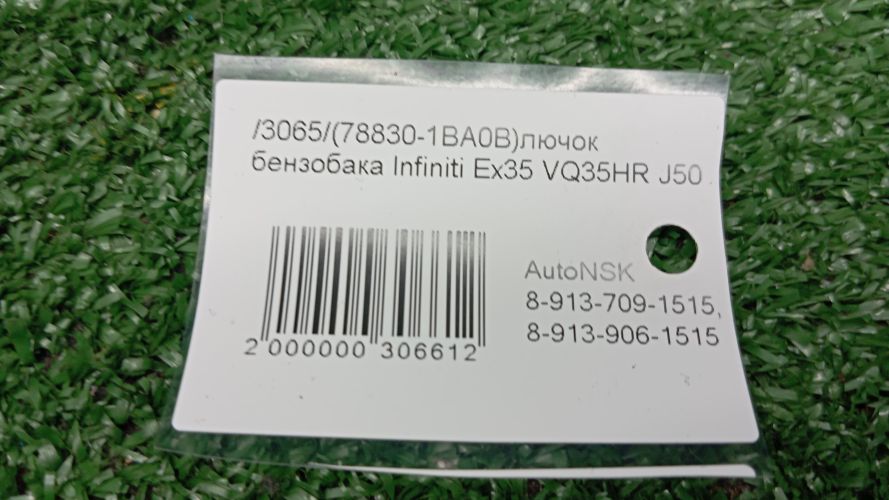 /3065/(78830-1BA0B)лючок
бензобака Infiniti Ex35 VQ35HR J50
AutoNSK
8-913-709-1515,
8-913-906-1515
2 000000 306612